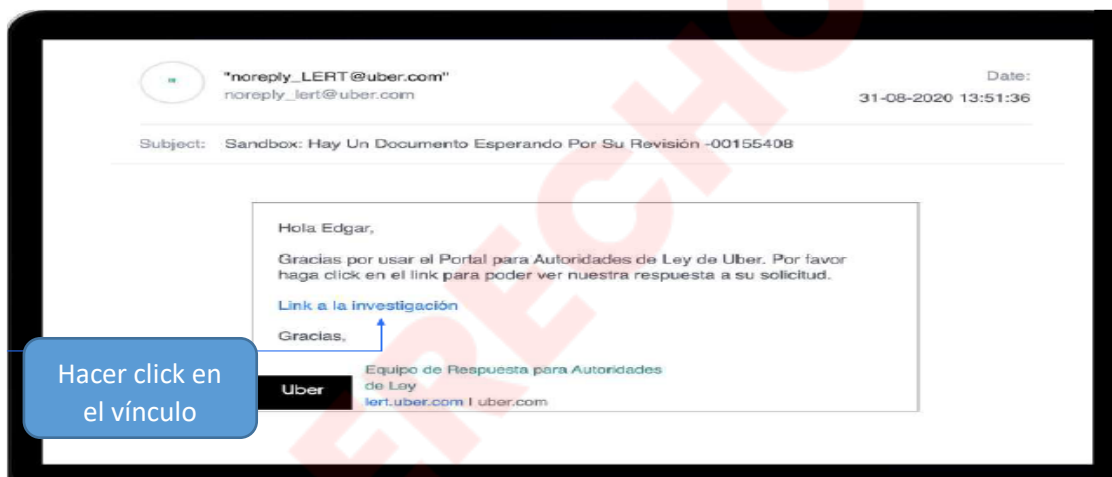 "noreply_LERT@uber.com"
noreply_lert@uber.com
Date:
31-08-2020 13:51:36
Subject: Sandbox: Hay Un Documento Esperando Por Su Revisión -00155408
Hola Edgar,
Gracias por usar el Portal para Autoridades de Ley de Uber. Por favor
haga click en el link para poder ver nuestra respuesta a su solicitud.
Link a la investigación
Gracias,
Hacer click en
el vínculo
Uber
Equipo de Respuesta para Autoridades
de Ley
lert.uber.com I uber.com
ERECHO